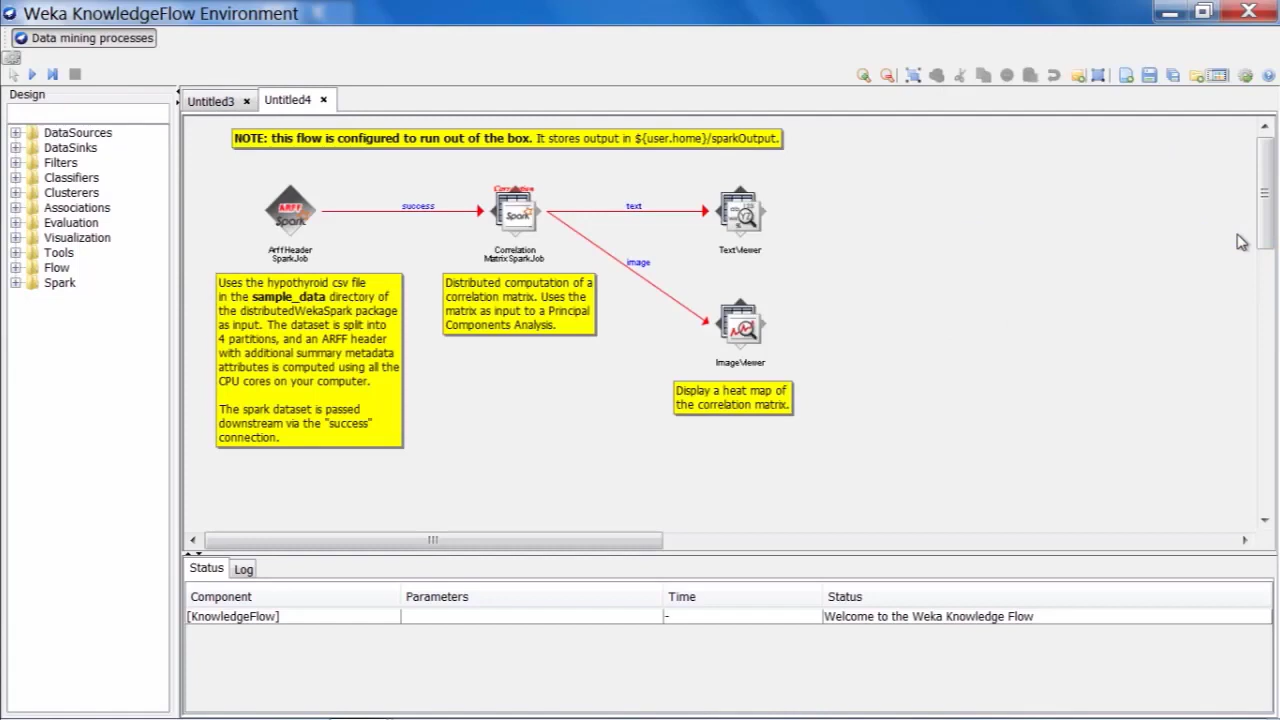 Weka KnowledgeFlow Environment
Data mining processes
Design
Untitled3
Untitled4
DataSources
DataSinks
Filters
Classifiers
Clusterers
Associations
Evaluation
Visualization
Tools
Flow
Spark
NOTE: this flow is configured to run out of the box. It stores output in ${user.home}/sparkOutput.
ARFF
Spark
success
Correlation
Spark
text
image
ArffHeader
SparkJob
Correlation
Matrix SparkJob
TextViewer
ImageViewer
Uses the hypothyroid csv file
in the sample_data directory of
the distributedWekaSpark package
as input. The dataset is split into
4 partitions, and an ARFF header
with additional summary metadata
attributes is computed using all the
CPU cores on your computer.
The spark dataset is passed
downstream via the "success"
connection.
Distributed computation of a
correlation matrix. Uses the
matrix as input to a Principal
Components Analysis.
Display a heat map of
the correlation matrix.
Status
Log
Component Parameters Time Status
[KnowledgeFlow] - Welcome to the Weka Knowledge Flow